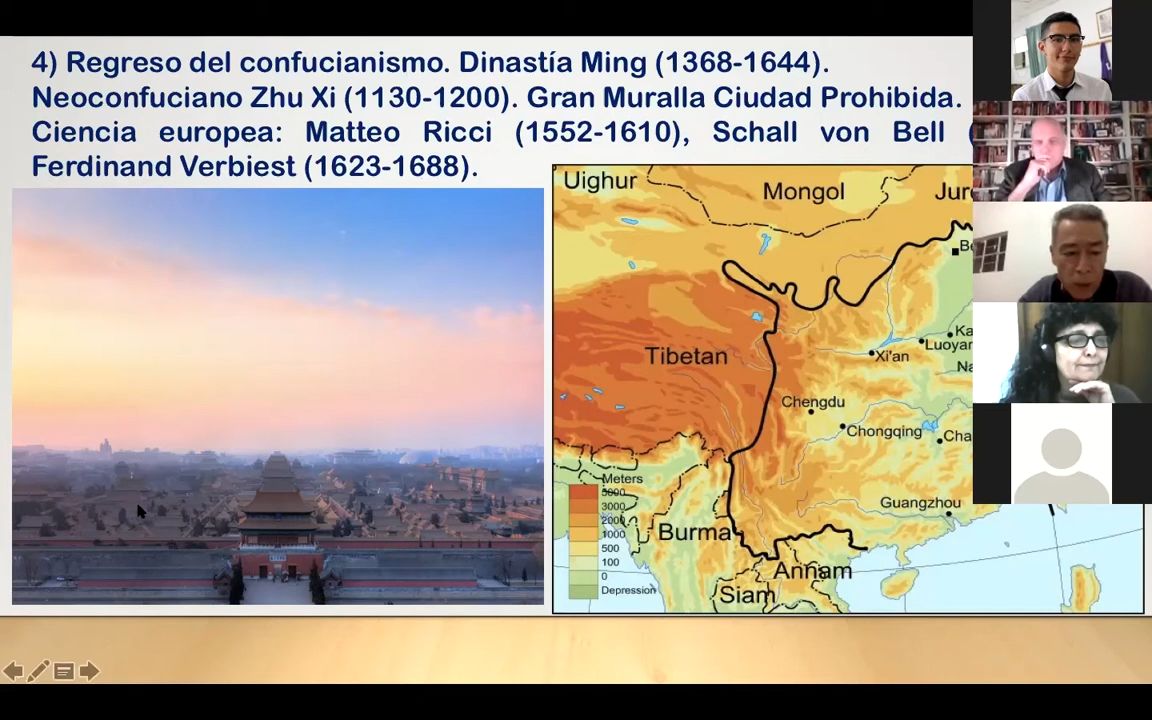 4) Regreso del confucianismo. Dinastía Ming (1368-1644).
Neoconfuciano Zhu Xi (1130-1200). Gran Muralla Ciudad Prohibida.
Ciencia europea: Matteo Ricci (1552-1610), Schall von Bell (
Ferdinand Verbiest (1623-1688).
Uighur
Mongol
Tibetan
Xi'an
Chengdu
Chongqing
Guangzhou
Burma
Annam
Siam
Meters
5000
3000
2000
1000
500
100
0
Depression